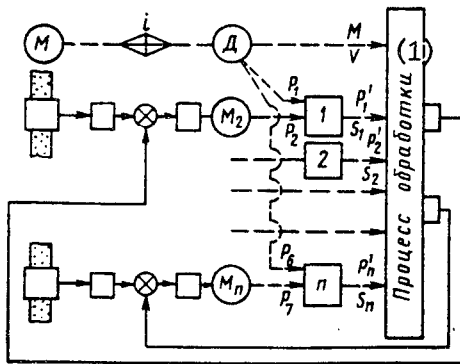 M
i
Д
M
V
(1)
P₁
P₂
1
P₁'
S₁
M₂
P₂'
2
S₂
Процесс обработки
P₆
P₇
n
Pₙ'
Sₙ
Mₙ